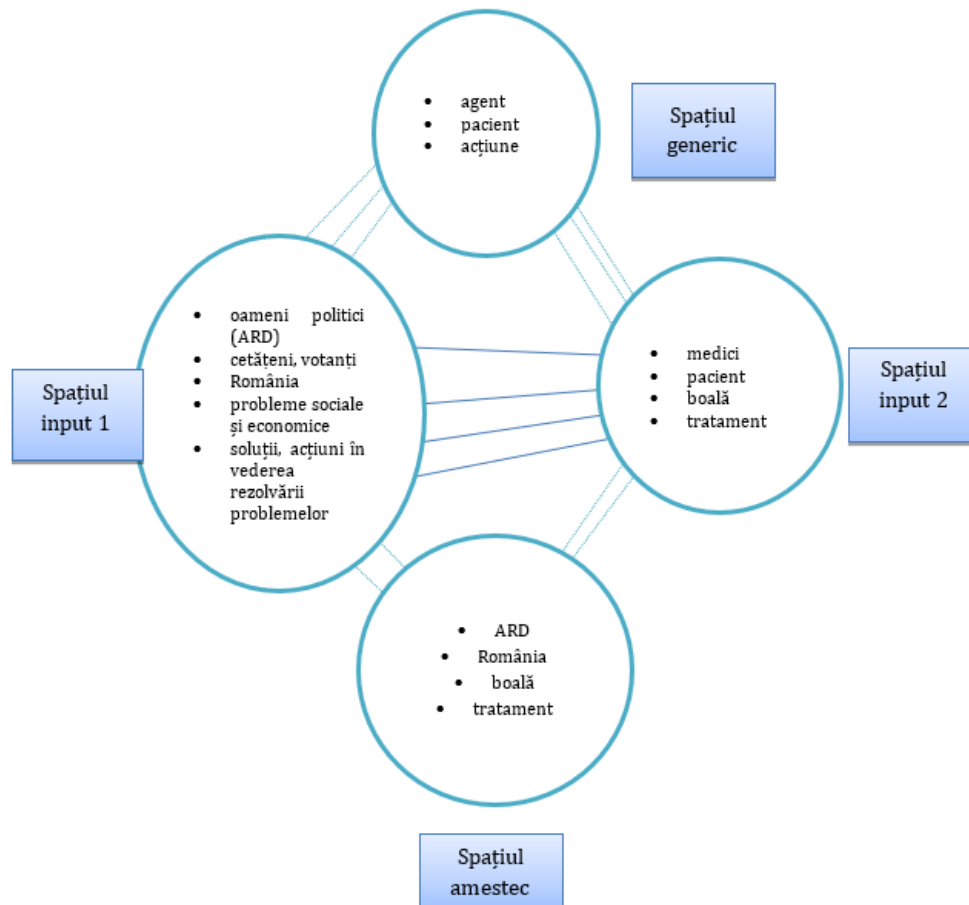 • agent
• pacient
• acțiune
Spațiul
generic
• oameni politici
(ARD)
• cetățeni, votanți
• România
• probleme sociale
și economice
• soluții, acțiuni în
vederea
rezolvării
problemelor
Spațiul
input 1
• medici
• pacient
• boală
• tratament
Spațiul
input 2
• ARD
• România
• boală
• tratament
Spațiul
amestec